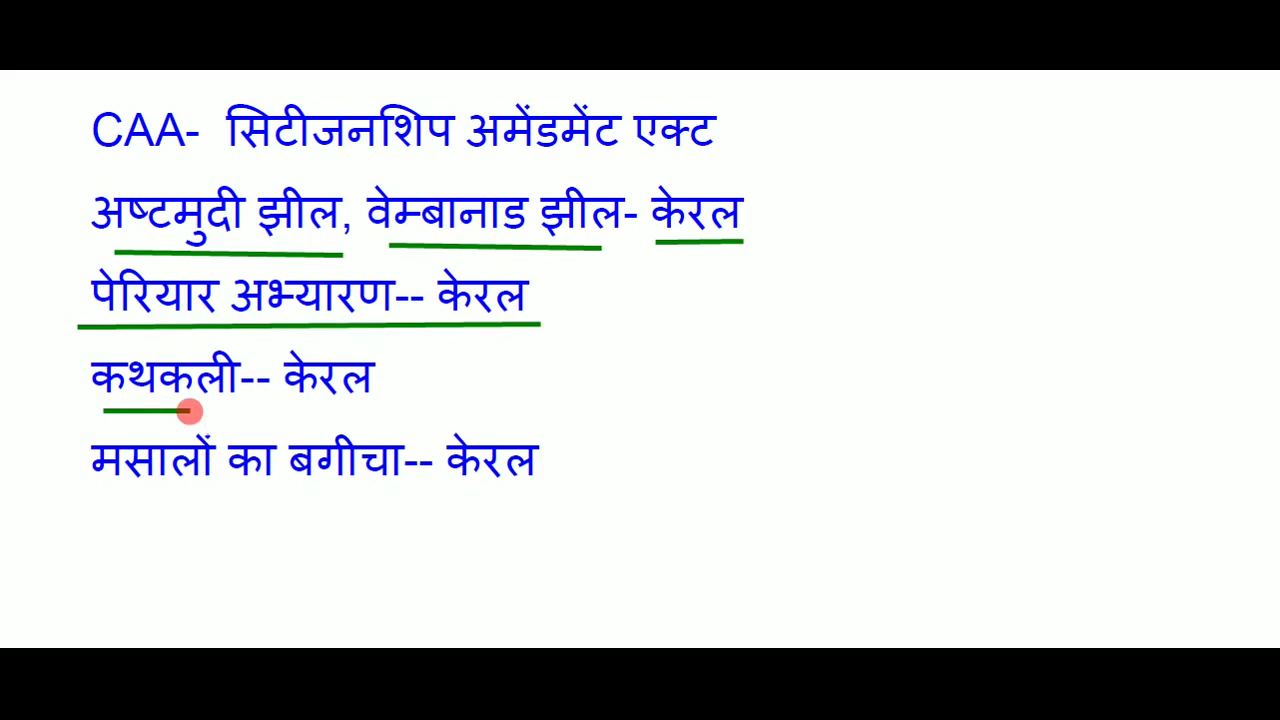 CAA- सिटीजनशिप अमेंडमेंट एक्ट
अष्टमुदी झील, वेम्बानाड झील- केरल
पेरियार अभ्यारण-- केरल
कथकली-- केरल
मसालों का बगीचा-- केरल